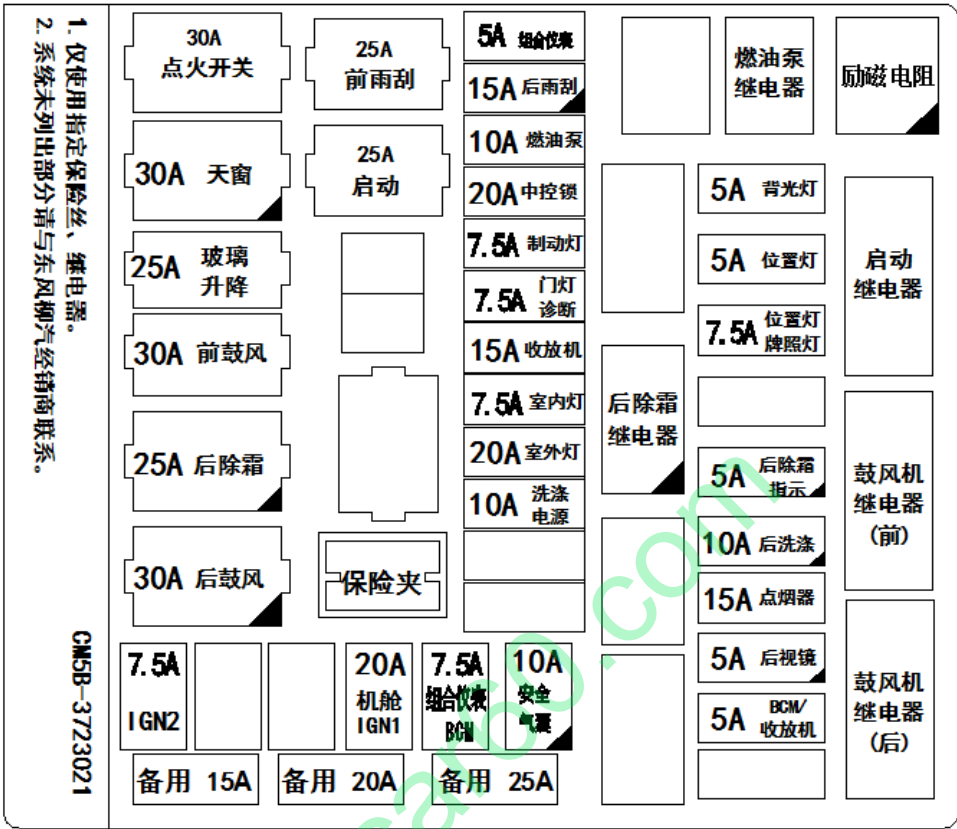 1. 仅使用指定保险丝、继电器。
2. 系统未列出部分请与东风柳汽经销商联系。
CM5B-3723021
30A
点火开关
30A 天窗
25A 玻璃
升降
30A 前鼓风
25A 后除霜
30A 后鼓风
25A
前雨刮
25A
启动
保险夹
5A 组合仪表
15A 后雨刮
10A 燃油泵
20A 中控锁
7.5A 制动灯
7.5A 门灯
诊断
15A 收放机
7.5A 室内灯
20A 室外灯
10A 洗涤
电源
燃油泵
继电器
励磁电阻
后除霜
继电器
5A 背光灯
5A 位置灯
7.5A 位置灯
牌照灯
5A 后除霜
指示
10A 后洗涤
15A 点烟器
5A 后视镜
5A BCM/
收放机
启动
继电器
鼓风机
继电器
(前)
鼓风机
继电器
(后)
7.5A
IGN2
20A
机舱
IGN1
7.5A
组合仪表
BCM
10A
安全
气囊
备用 15A
备用 20A
备用 25A
car60.com